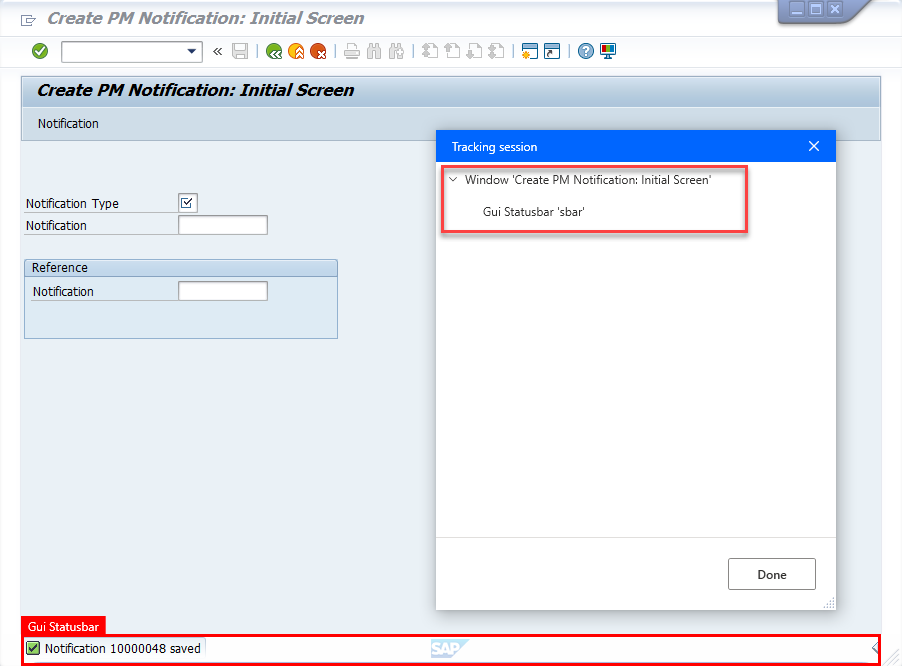 Create PM Notification: Initial Screen
Create PM Notification: Initial Screen
Notification
Tracking session
Window 'Create PM Notification: Initial Screen'
Gui Statusbar 'sbar'
Notification Type
Notification
Reference
Notification
Done
Gui Statusbar
Notification 10000048 saved
SAP